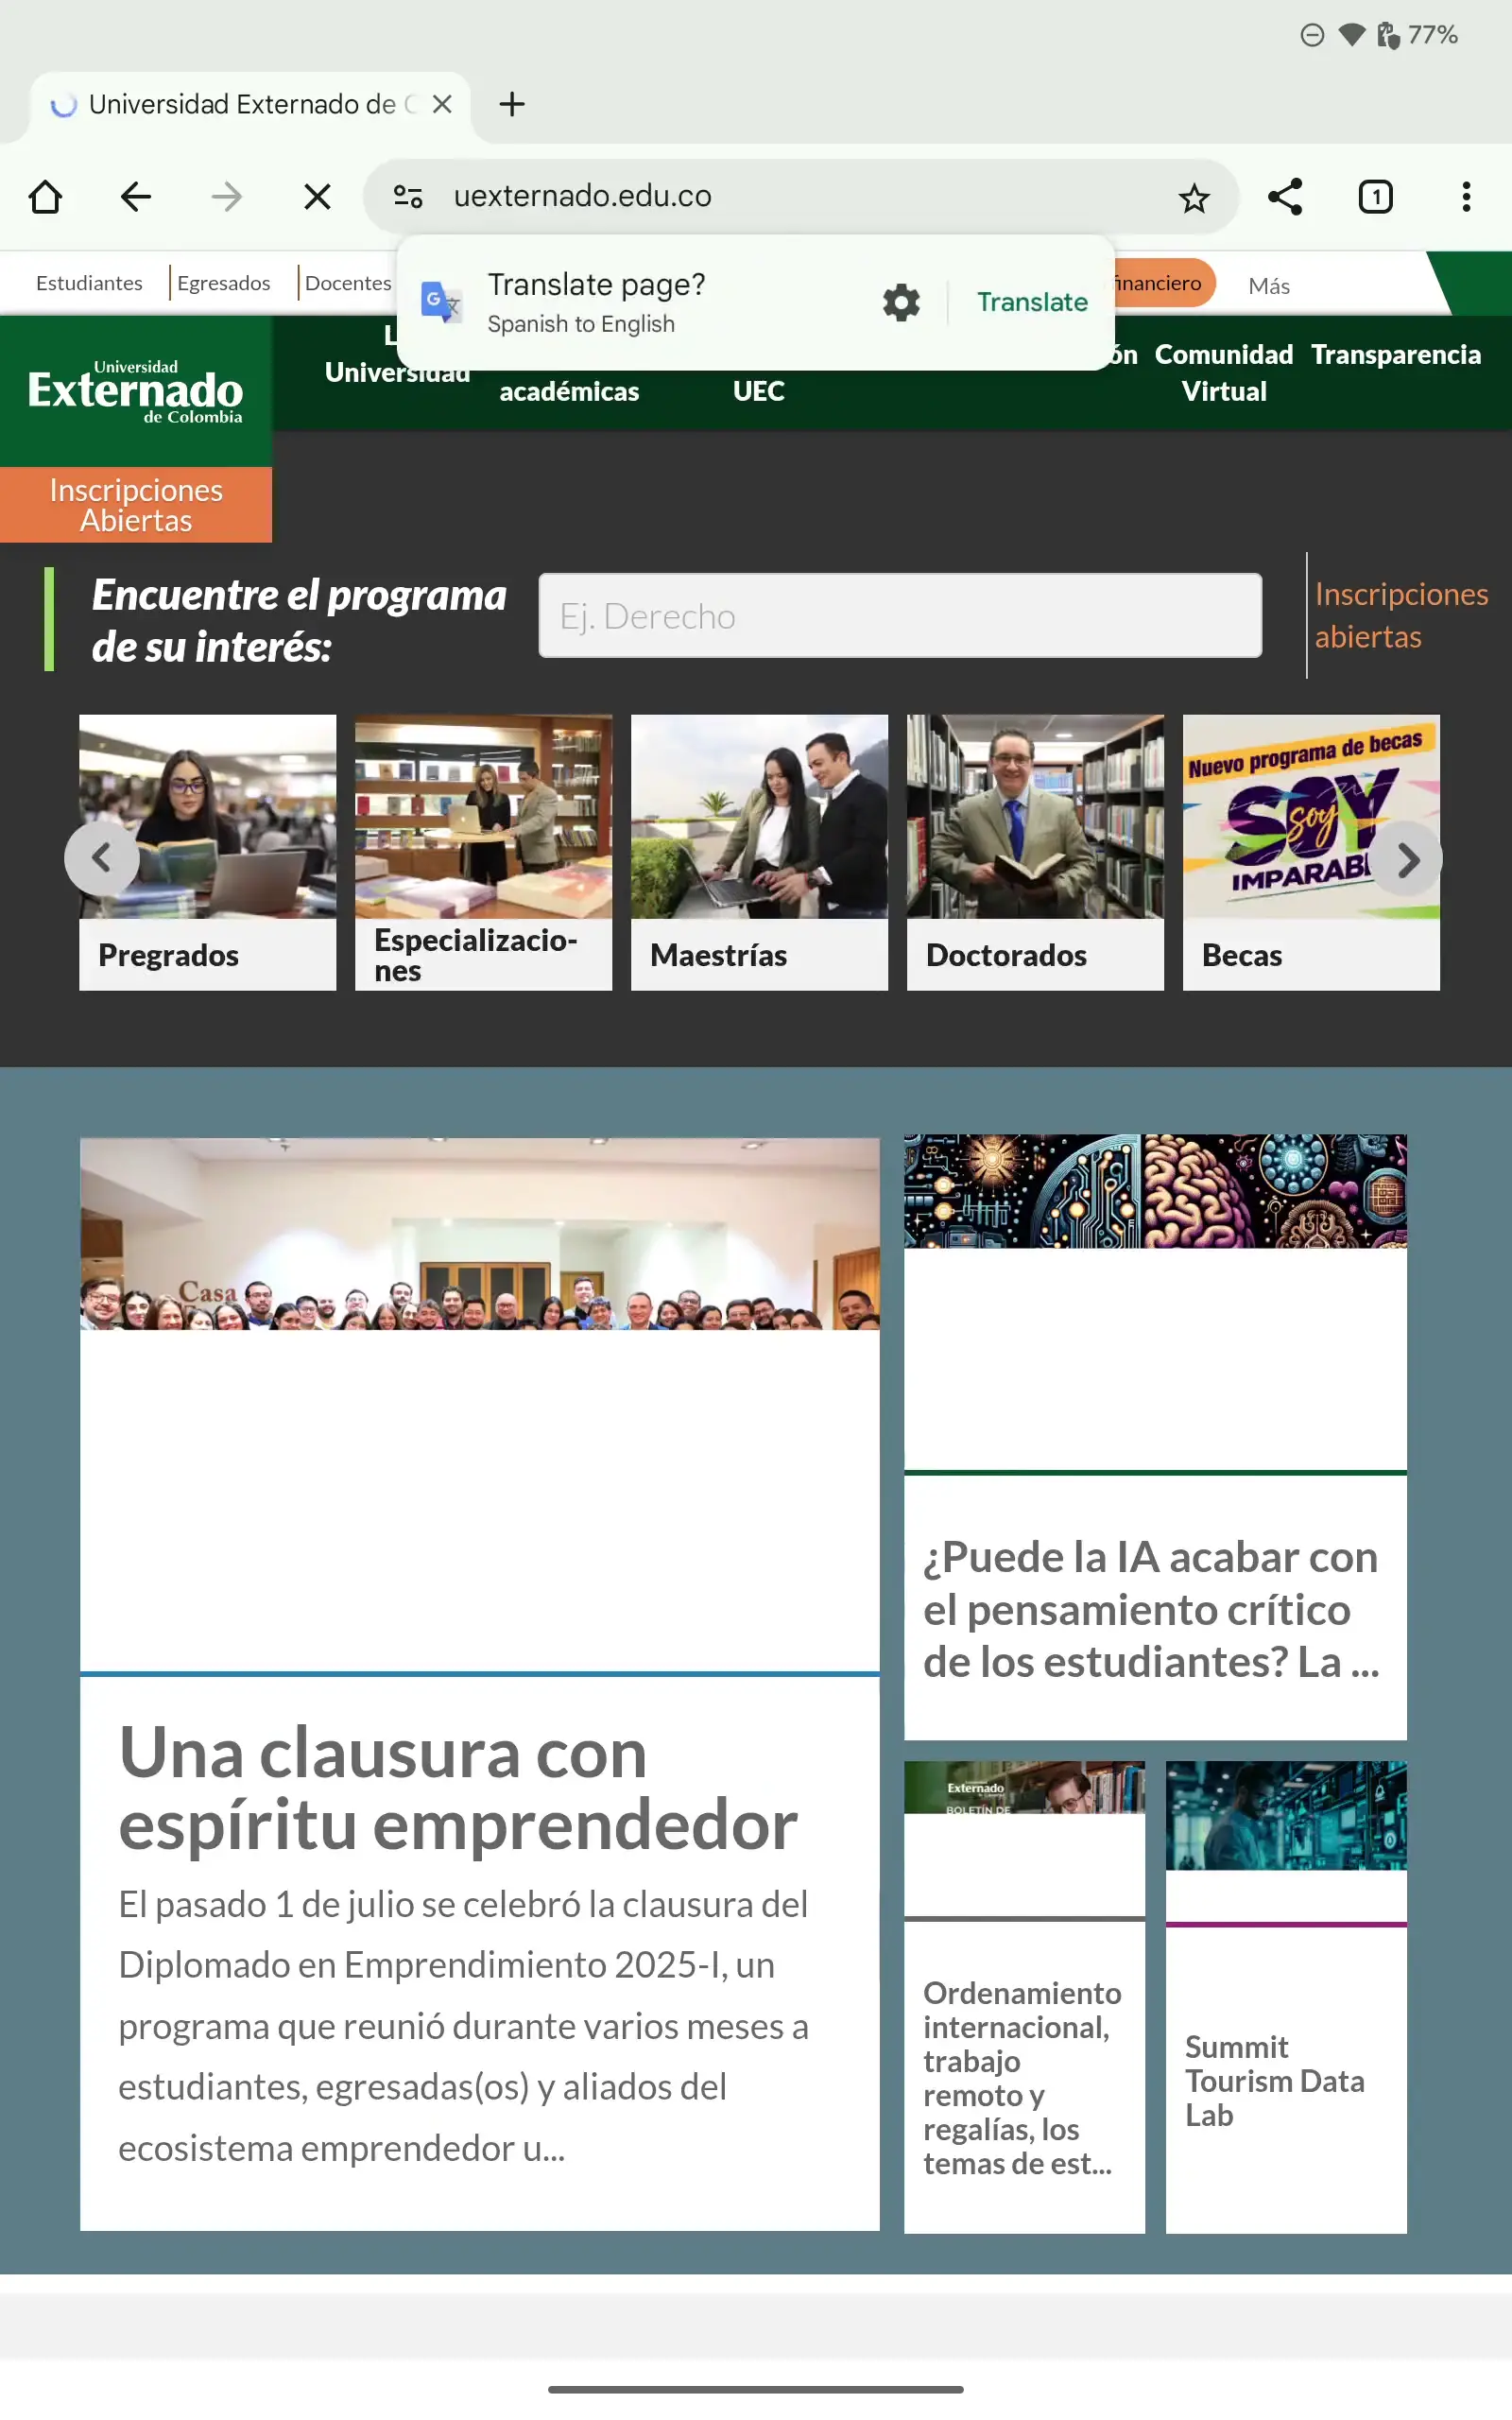 77%
Universidad Externado de
uexternado.edu.co
1
Translate page?
Spanish to English
Translate
Estudiantes
Egresados
Docentes
inanciero
Más
Universidad
Externado
de Colombia
Universidad
académicas
UEC
ón
Comunidad
Virtual
Transparencia
Inscripciones
Abiertas
Encuentre el programa
de su interés:
Ej. Derecho
Inscripciones
abiertas
Nuevo programa de becas
SOY
soy
IMPARAB
Pregrados
Especializacio-
nes
Maestrías
Doctorados
Becas
Casa
¿Puede la IA acabar con
el pensamiento crítico
de los estudiantes? La ...
Una clausura con
espíritu emprendedor
El pasado 1 de julio se celebró la clausura del
Diplomado en Emprendimiento 2025-I, un
programa que reunió durante varios meses a
estudiantes, egresadas(os) y aliados del
ecosistema emprendedor u...
Externado
BOLETÍN DE
Ordenamiento
internacional,
trabajo
remoto y
regalías, los
temas de est...
Summit
Tourism Data
Lab